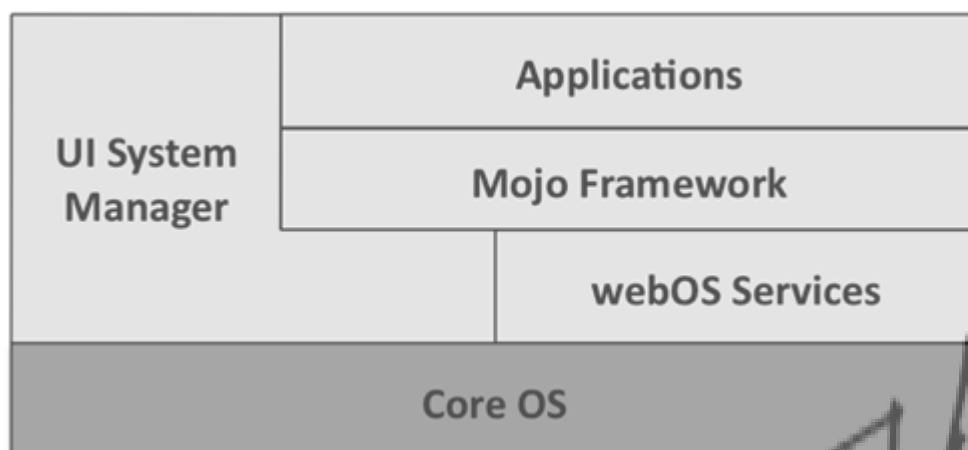 Applications
UI System
Manager
Mojo Framework
webOS Services
Core OS